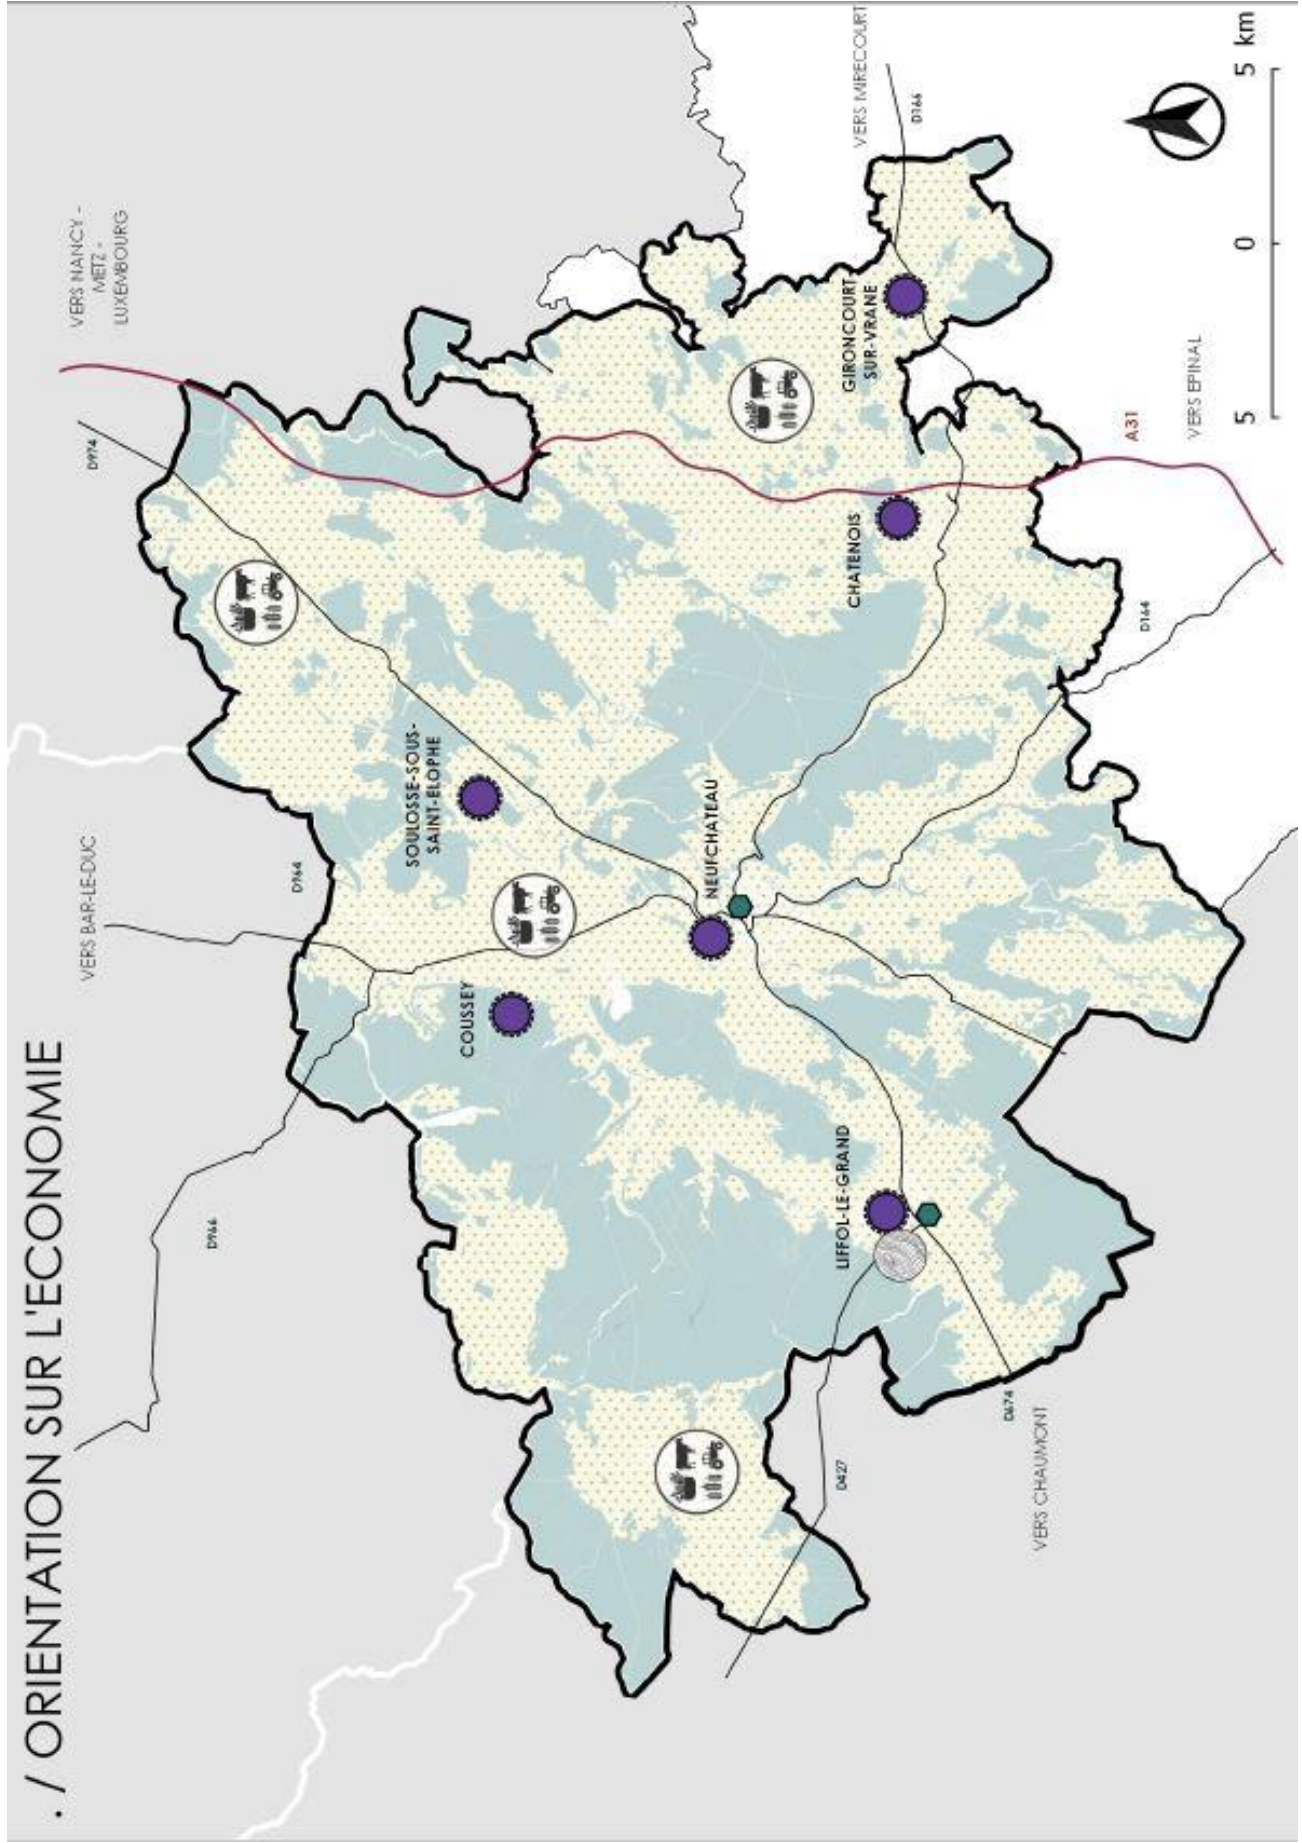 . / ORIENTATION SUR L'ECONOMIE
VERS BAR-LE-DUC
VERS NANCY -
METZ -
LUXEMBOURG
D974
D964
D966
SOULOSSE-SOUS-
SAINT-ELOPHE
COUSSEY
NEUFCHATEAU
LIFFOL-LE-GRAND
CHATENOIS
GIRONCOURT-
SUR-VRANE
VERS MIRECOURT
D166
D427
D674
VERS CHAUMONT
D164
A31
VERS EPINAL
5 0 5 km